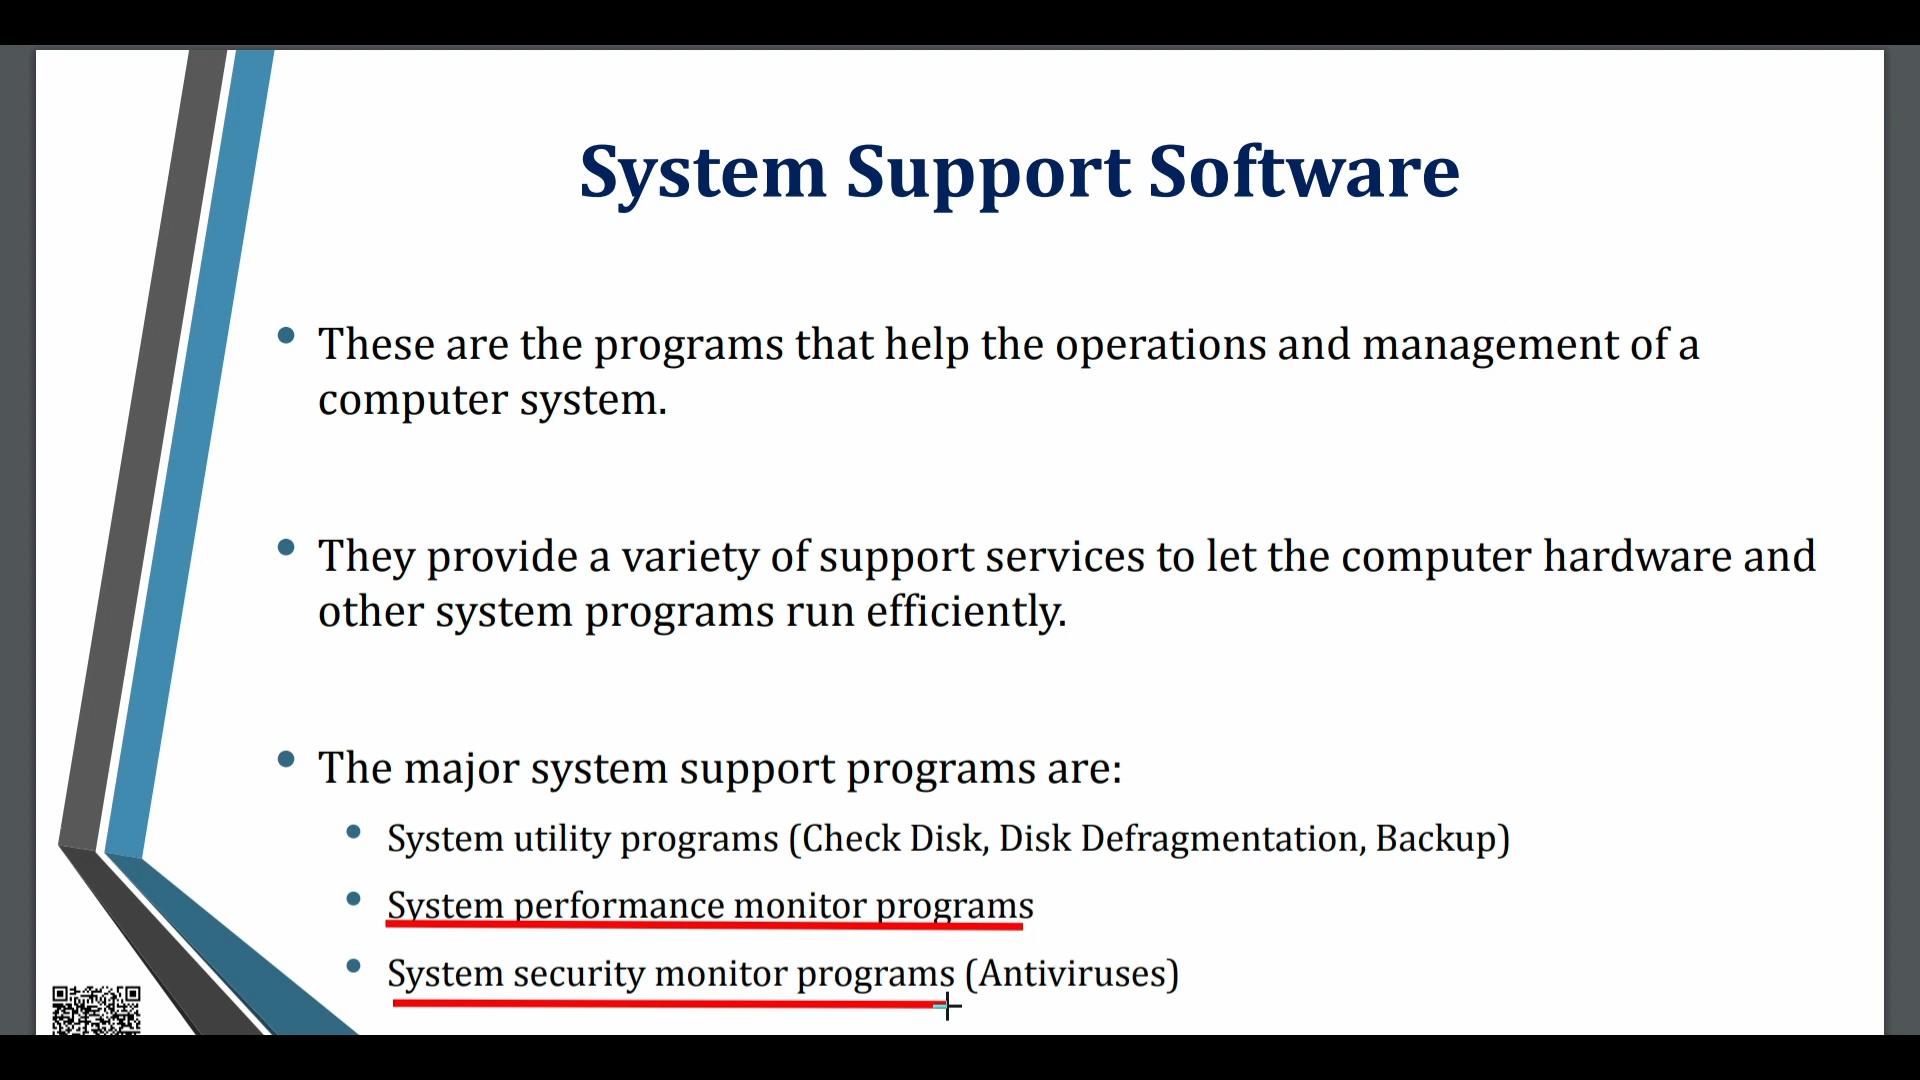 System Support Software
• These are the programs that help the operations and management of a
computer system.
• They provide a variety of support services to let the computer hardware and
other system programs run efficiently.
• The major system support programs are:
• System utility programs (Check Disk, Disk Defragmentation, Backup)
• System performance monitor programs
• System security monitor programs (Antiviruses)